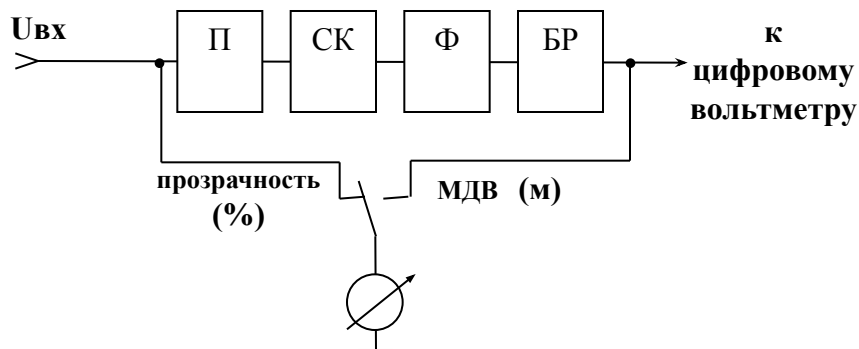 Uвх
П
СК
Ф
БР
к
цифровому
вольтметру
прозрачность
(%)
МДВ (м)